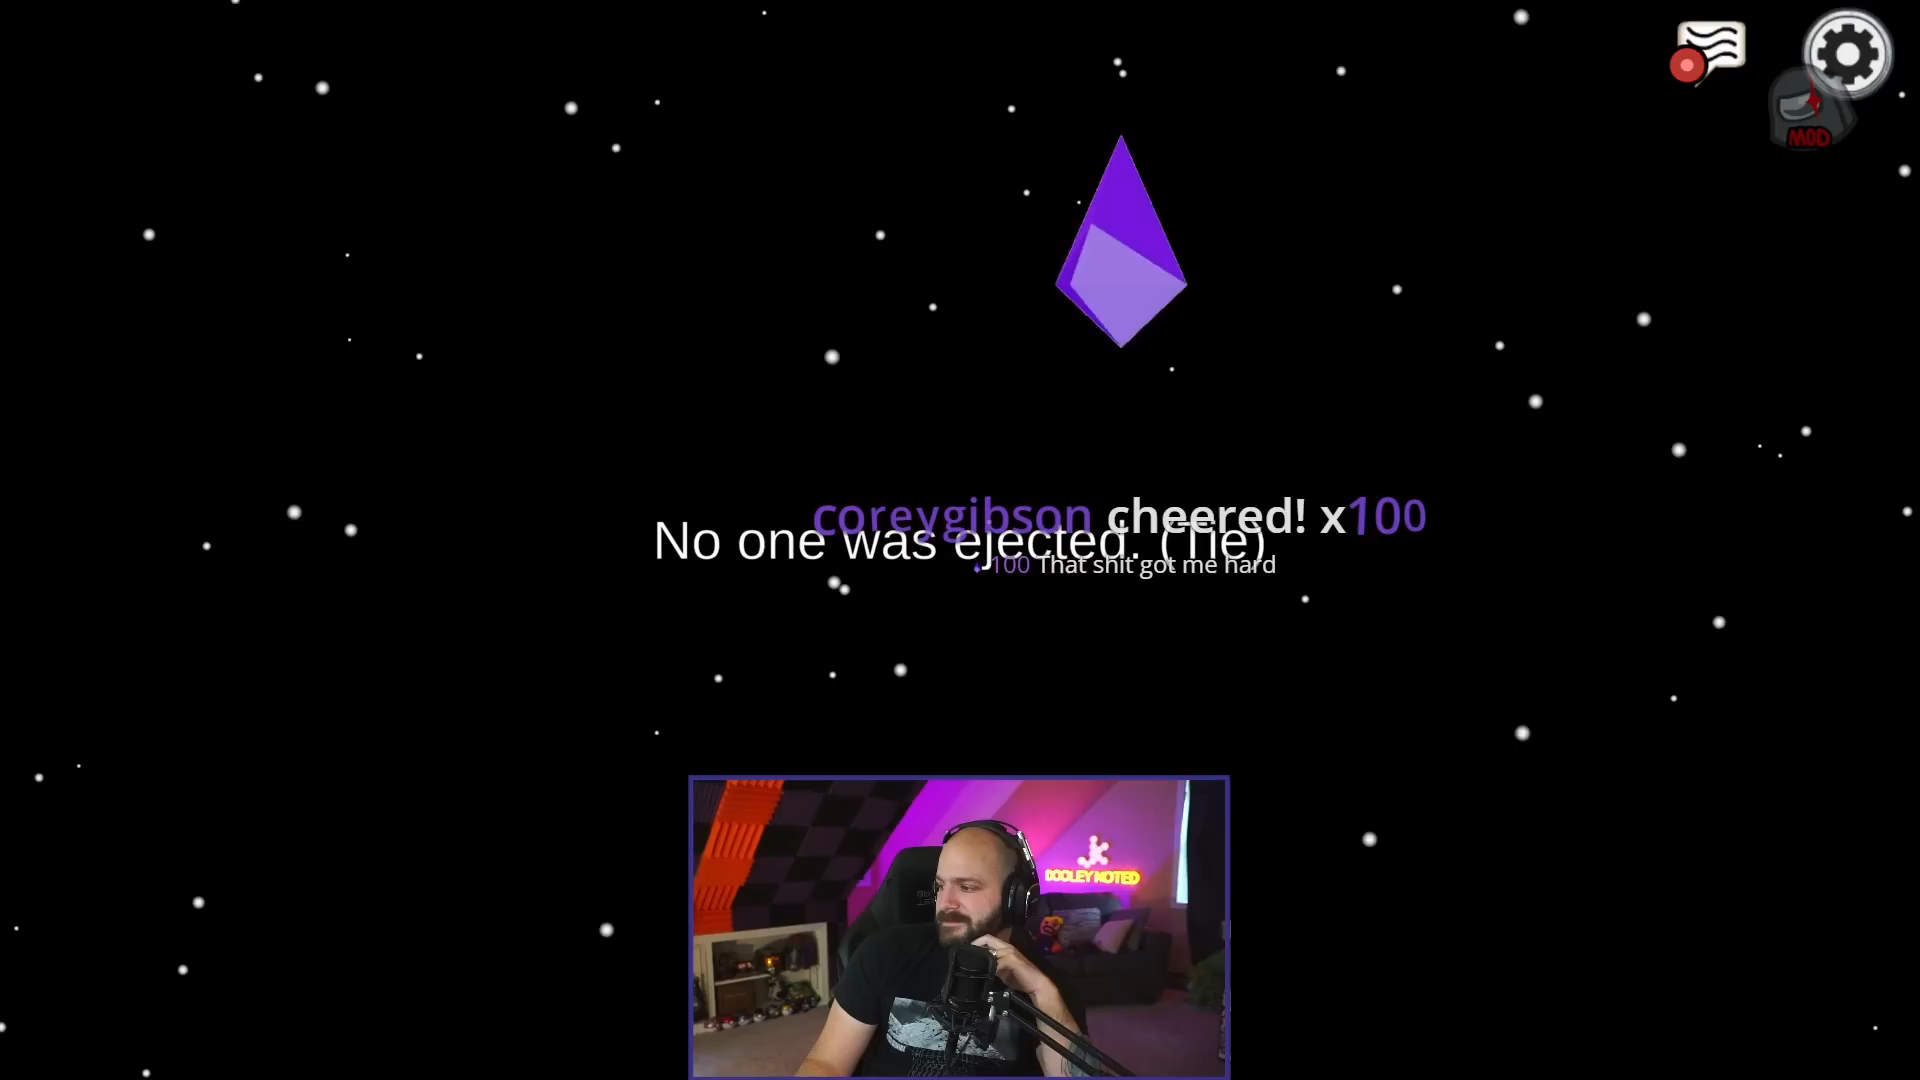 MOD
coreygibson cheered! x100
No one was ejected. (Tie)
100 That shit got me hard
DOOLEY NOTED